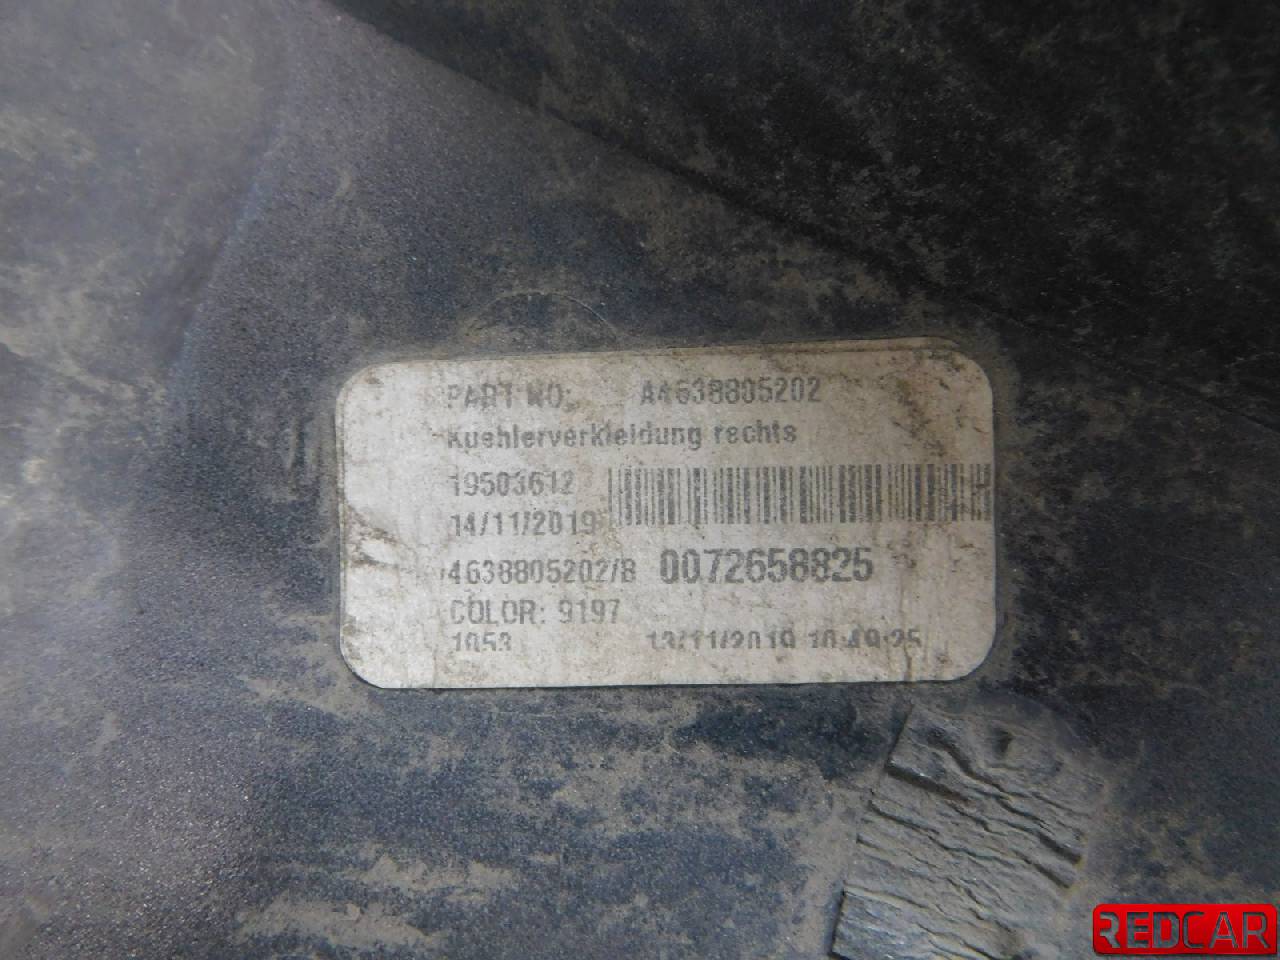 PART NO: A4638805202
Kuehlerverkleidung rechts
19503612
14/11/2019
4638805202/B 0072658825
COLOR: 9197
1053 13/11/2019 10:49:25
REDCAR